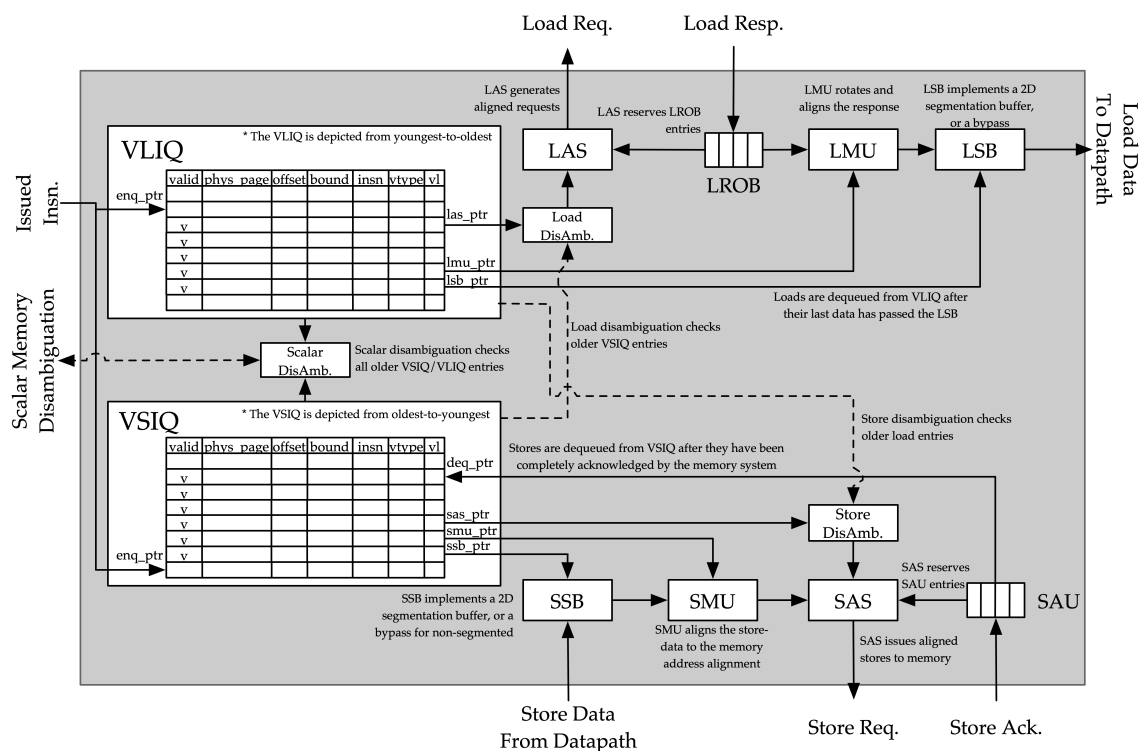 Load Req.
Load Resp.
LAS generates
aligned requests
LAS reserves LROB
entries
LMU rotates and
aligns the response
LSB implements a 2D
segmentation buffer,
or a bypass
Load Data
To Datapath
LAS
LROB
LMU
LSB
Load
DisAmb.
* The VLIQ is depicted from youngest-to-oldest
VLIQ
valid phys_page offset bound insn vtype vl
enq_ptr
Issued
Insn.
v
v
v
v
v
las_ptr
lmu_ptr
lsb_ptr
Loads are dequeued from VLIQ after
their last data has passed the LSB
Load disambiguation checks
older VSIQ entries
Scalar Memory
Disambiguation
Scalar
DisAmb.
Scalar disambiguation checks
all older VSIQ/VLIQ entries
* The VSIQ is depicted from oldest-to-youngest
VSIQ
valid phys_page offset bound insn vtype vl
v
v
v
v
v
v
enq_ptr
Stores are dequeued from VSIQ after they have been
completely acknowledged by the memory system
deq_ptr
sas_ptr
smu_ptr
ssb_ptr
Store disambiguation checks
older load entries
Store
DisAmb.
SAS reserves
SAU entries
SSB
SMU
SAS
SAU
SSB implements a 2D
segmentation buffer, or a
bypass for non-segmented
SMU aligns the store-
data to the memory
address alignment
SAS issues aligned
stores to memory
Store Data
From Datapath
Store Req.
Store Ack.